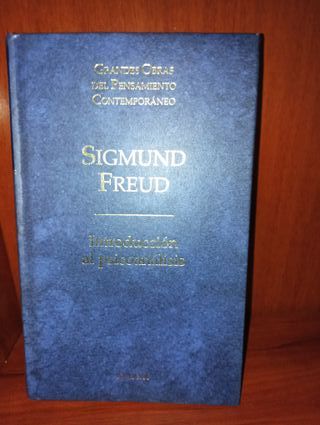 GRANDES OBRAS
DEL PENSAMIENTO
CONTEMPORÁNEO
SIGMUND
FREUD
Introducción
al psicoanálisis